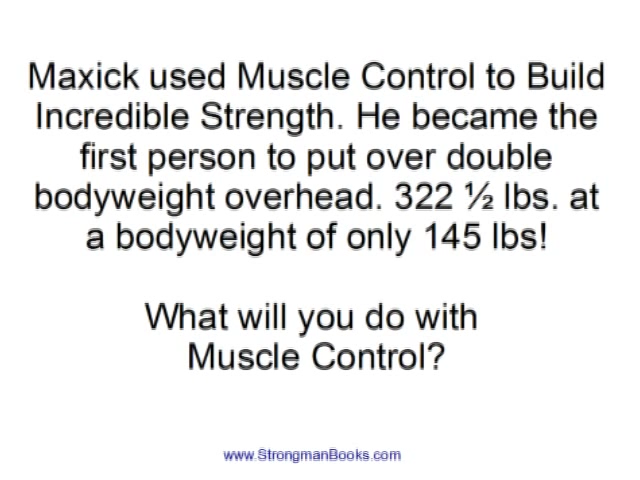 Maxick used Muscle Control to Build
Incredible Strength. He became the
first person to put over double
bodyweight overhead. 322 ½ lbs. at
a bodyweight of only 145 lbs!
What will you do with
Muscle Control?
www.StrongmanBooks.com